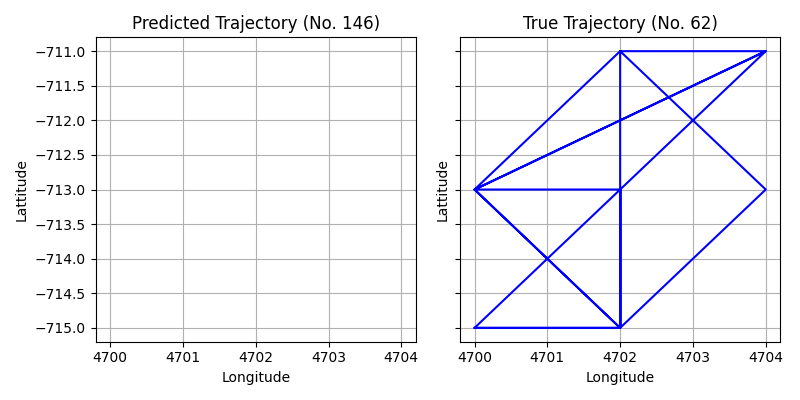 Predicted Trajectory (No. 146)
−711.0
−711.5
−712.0
−712.5
−713.0
−713.5
−714.0
−714.5
−715.0
Lattitude
4700 4701 4702 4703 4704
Longitude
True Trajectory (No. 62)
Lattitude
4700 4701 4702 4703 4704
Longitude